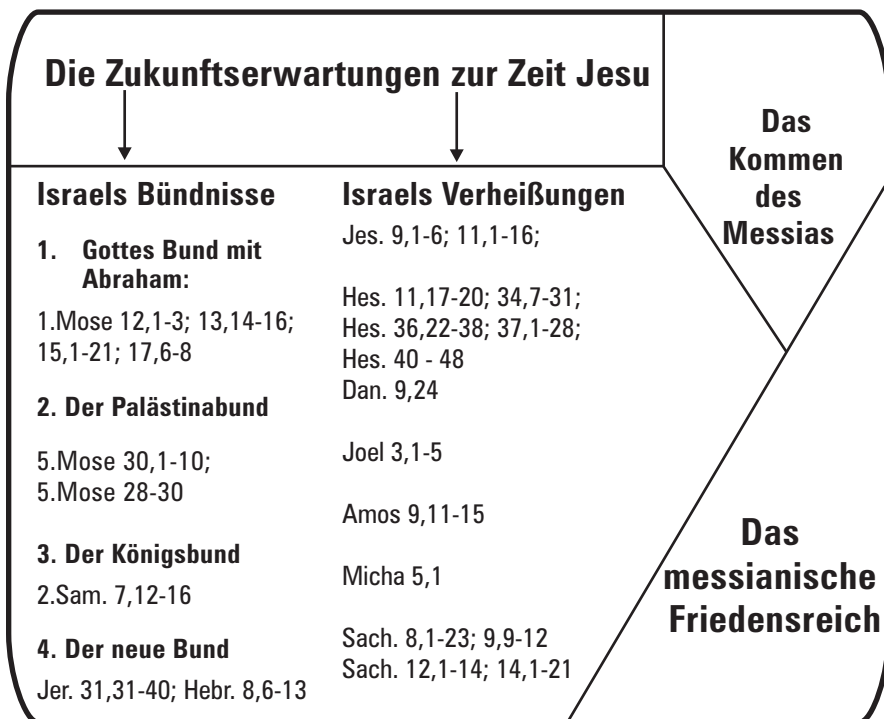 Die Zukunftserwartungen zur Zeit Jesu
Israels Bündnisse
1. Gottes Bund mit
Abraham:
1.Mose 12,1-3; 13,14-16;
15,1-21; 17,6-8
2. Der Palästinabund
5.Mose 30,1-10;
5.Mose 28-30
3. Der Königsbund
2.Sam. 7,12-16
4. Der neue Bund
Jer. 31,31-40; Hebr. 8,6-13
Israels Verheißungen
Jes. 9,1-6; 11,1-16;
Hes. 11,17-20; 34,7-31;
Hes. 36,22-38; 37,1-28;
Hes. 40 - 48
Dan. 9,24
Joel 3,1-5
Amos 9,11-15
Micha 5,1
Sach. 8,1-23; 9,9-12
Sach. 12,1-14; 14,1-21
Das
Kommen
des
Messias
Das
messianische
Friedensreich